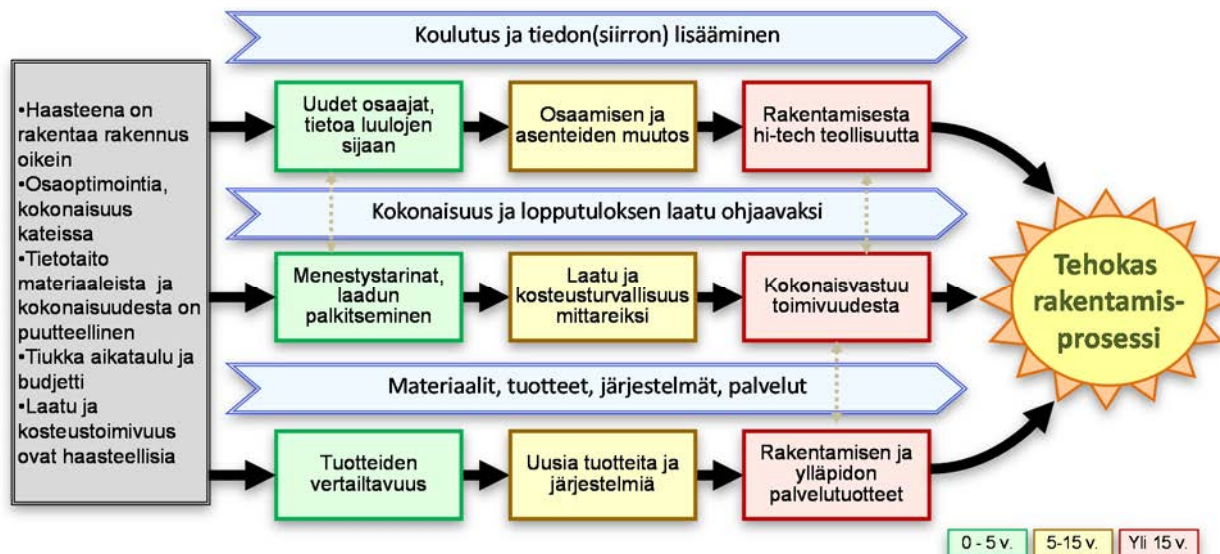 Koulutus ja tiedon(siirron) lisääminen
•Haasteena on
rakentaa rakennus
oikein
•Osaoptimointia,
kokonaisuus
kateissa
•Tietotaito
materiaaleista ja
kokonaisuudesta on
puutteellinen
•Tiukka aikataulu ja
budjetti
•Laatu ja
kosteustoimivuus
ovat haasteellisia
Uudet osaajat,
tietoa luulojen
sijaan
Osaamisen ja
asenteiden muutos
Rakentamisesta
hi-tech teollisuutta
Kokonaisuus ja lopputuloksen laatu ohjaavaksi
Menestystarinat,
laadun
palkitseminen
Laatu ja
kosteusturvallisuus
mittareiksi
Kokonaisvastuu
toimivuudesta
Materiaalit, tuotteet, järjestelmät, palvelut
Tuotteiden
vertailtavuus
Uusia tuotteita ja
järjestelmiä
Rakentamisen ja
ylläpidon
palvelutuotteet
Tehokas
rakentamis-
prosessi
0 - 5 v.
5-15 v.
Yli 15 v.